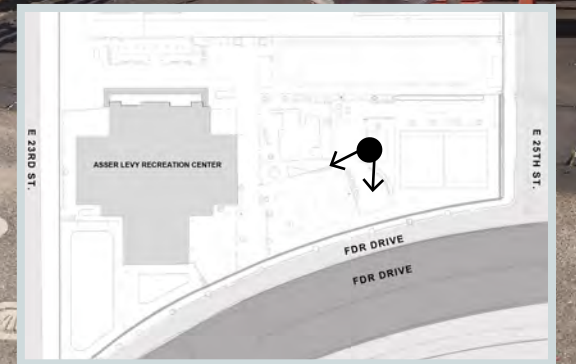 E 23RD ST.
ASSER LEVY RECREATION CENTER
E 25TH ST.
FDR DRIVE
FDR DRIVE